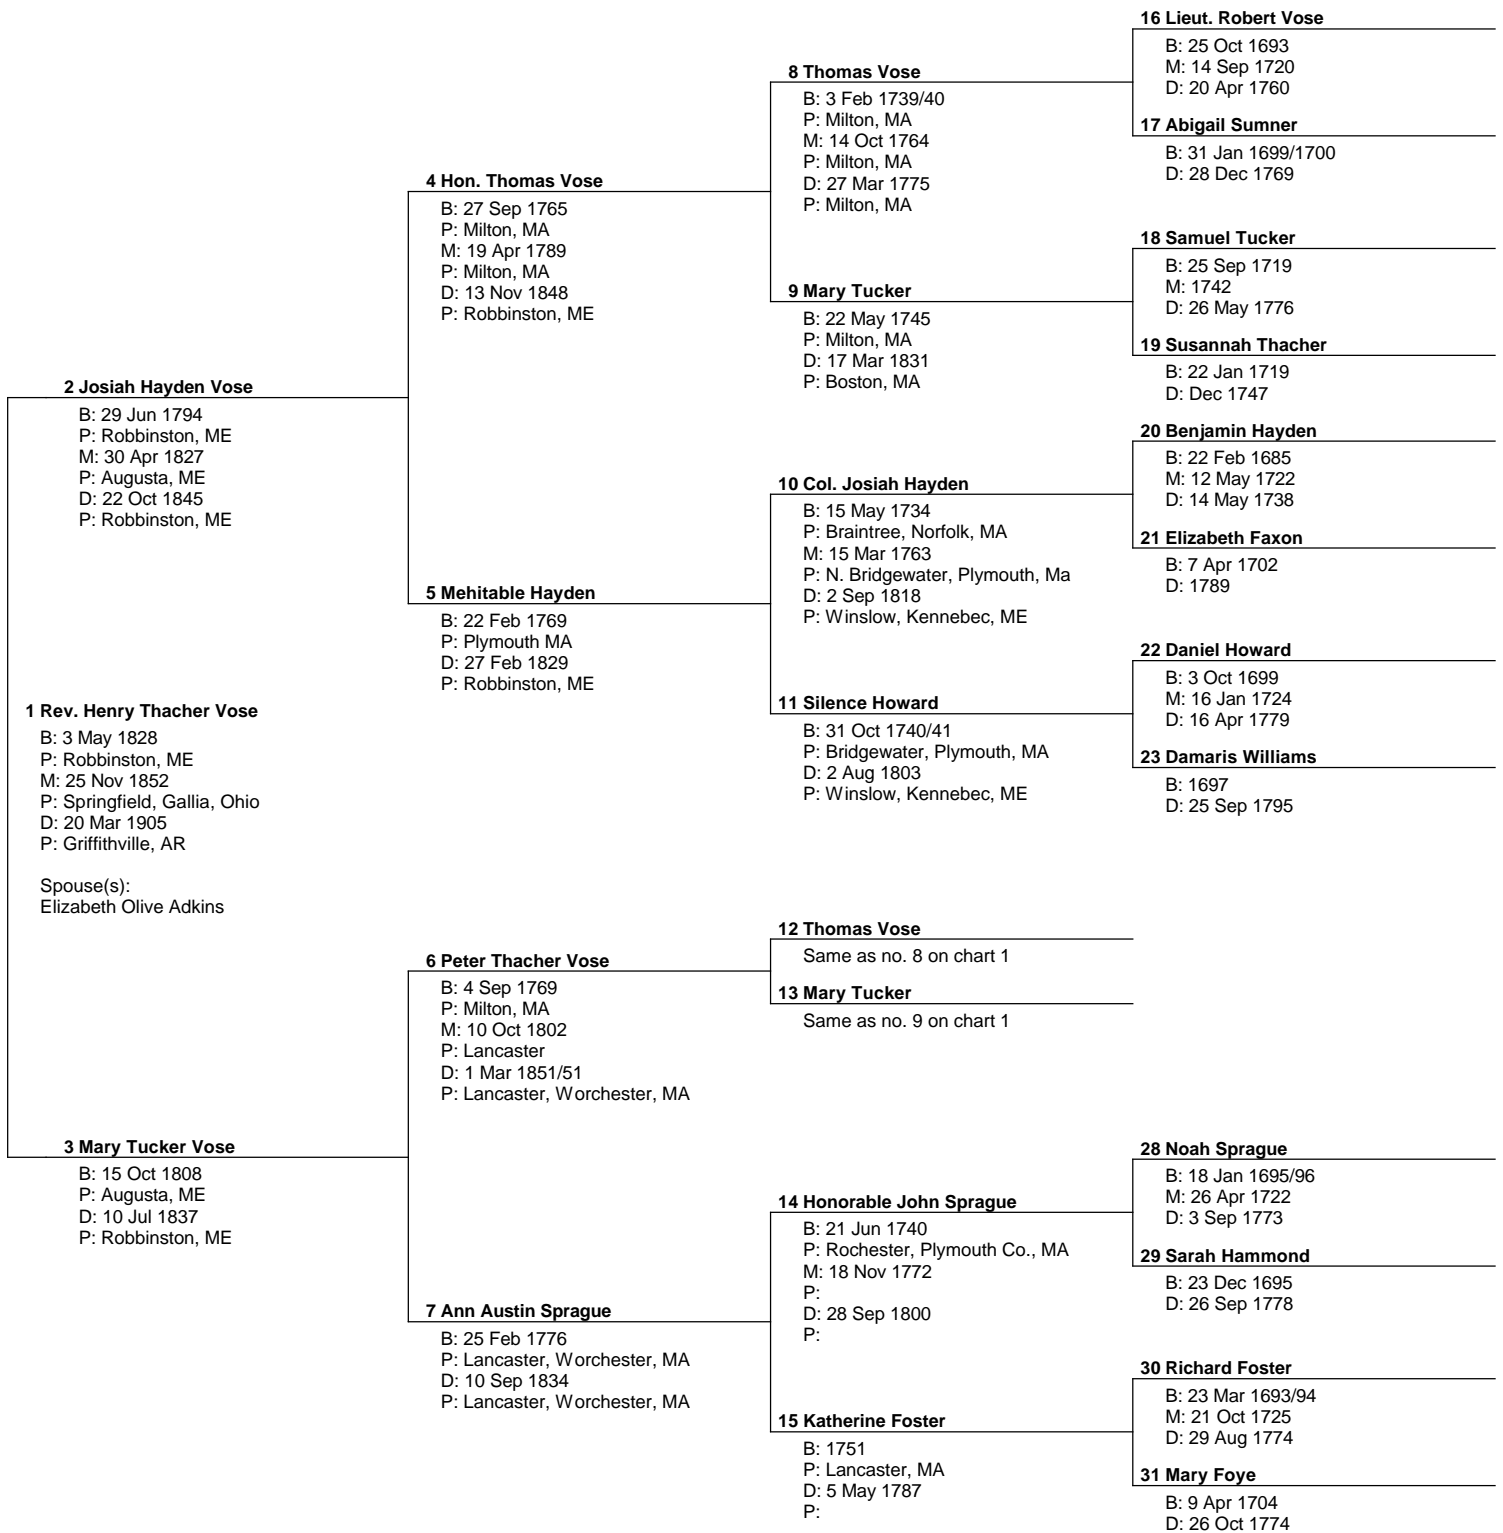 16 Lieut. Robert Vose
B: 25 Oct 1693
M: 14 Sep 1720
D: 20 Apr 1760
8 Thomas Vose
B: 3 Feb 1739/40
P: Milton, MA
M: 14 Oct 1764
P: Milton, MA
D: 27 Mar 1775
P: Milton, MA
17 Abigail Sumner
B: 31 Jan 1699/1700
D: 28 Dec 1769
4 Hon. Thomas Vose
B: 27 Sep 1765
P: Milton, MA
M: 19 Apr 1789
P: Milton, MA
D: 13 Nov 1848
P: Robbinston, ME
18 Samuel Tucker
B: 25 Sep 1719
M: 1742
D: 26 May 1776
9 Mary Tucker
B: 22 May 1745
P: Milton, MA
D: 17 Mar 1831
P: Boston, MA
19 Susannah Thacher
B: 22 Jan 1719
D: Dec 1747
2 Josiah Hayden Vose
B: 29 Jun 1794
P: Robbinston, ME
M: 30 Apr 1827
P: Augusta, ME
D: 22 Oct 1845
P: Robbinston, ME
20 Benjamin Hayden
B: 22 Feb 1685
M: 12 May 1722
D: 14 May 1738
10 Col. Josiah Hayden
B: 15 May 1734
P: Braintree, Norfolk, MA
M: 15 Mar 1763
P: N. Bridgewater, Plymouth, Ma
D: 2 Sep 1818
P: Winslow, Kennebec, ME
21 Elizabeth Faxon
B: 7 Apr 1702
D: 1789
5 Mehitable Hayden
B: 22 Feb 1769
P: Plymouth MA
D: 27 Feb 1829
P: Robbinston, ME
22 Daniel Howard
B: 3 Oct 1699
M: 16 Jan 1724
D: 16 Apr 1779
11 Silence Howard
B: 31 Oct 1740/41
P: Bridgewater, Plymouth, MA
D: 2 Aug 1803
P: Winslow, Kennebec, ME
23 Damaris Williams
B: 1697
D: 25 Sep 1795
1 Rev. Henry Thacher Vose
B: 3 May 1828
P: Robbinston, ME
M: 25 Nov 1852
P: Springfield, Gallia, Ohio
D: 20 Mar 1905
P: Griffithville, AR
Spouse(s):
Elizabeth Olive Adkins
12 Thomas Vose
Same as no. 8 on chart 1
6 Peter Thacher Vose
B: 4 Sep 1769
P: Milton, MA
M: 10 Oct 1802
P: Lancaster
D: 1 Mar 1851/51
P: Lancaster, Worchester, MA
13 Mary Tucker
Same as no. 9 on chart 1
3 Mary Tucker Vose
B: 15 Oct 1808
P: Augusta, ME
D: 10 Jul 1837
P: Robbinston, ME
28 Noah Sprague
B: 18 Jan 1695/96
M: 26 Apr 1722
D: 3 Sep 1773
14 Honorable John Sprague
B: 21 Jun 1740
P: Rochester, Plymouth Co., MA
M: 18 Nov 1772
P:
D: 28 Sep 1800
P:
29 Sarah Hammond
B: 23 Dec 1695
D: 26 Sep 1778
7 Ann Austin Sprague
B: 25 Feb 1776
P: Lancaster, Worchester, MA
D: 10 Sep 1834
P: Lancaster, Worchester, MA
30 Richard Foster
B: 23 Mar 1693/94
M: 21 Oct 1725
D: 29 Aug 1774
15 Katherine Foster
B: 1751
P: Lancaster, MA
D: 5 May 1787
P:
31 Mary Foye
B: 9 Apr 1704
D: 26 Oct 1774